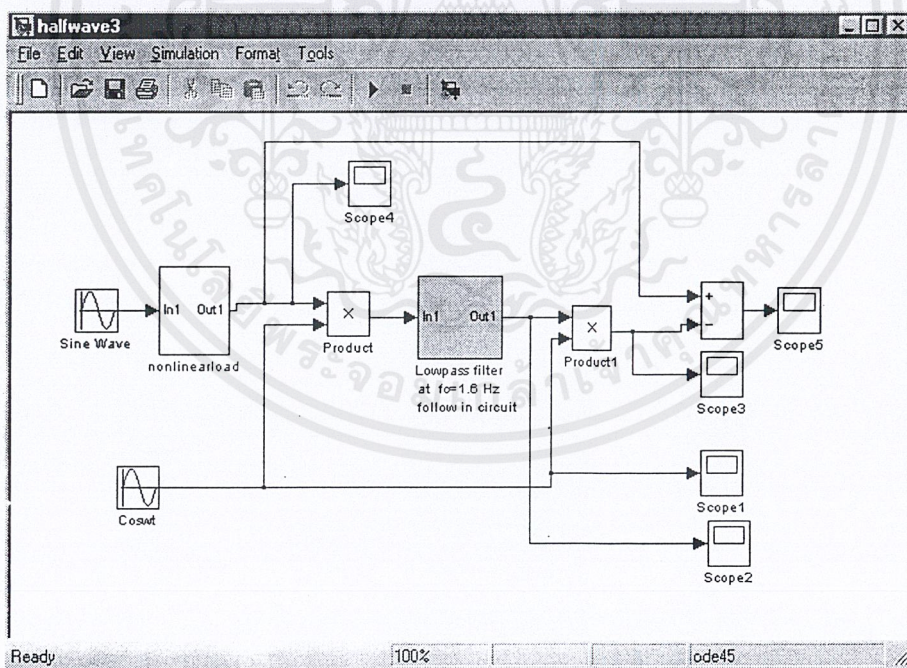 halfwave3
File Edit View Simulation Format Tools
Scope4
In1 Out1
In1 Out1
+
×
×
−
Sine Wave
Product
Product1
Scope5
nonlinearload
Lowpass filter
at fo=1.6 Hz
follow in circuit
Scope3
Coswt
Scope1
Scope2
Ready 100% ode45